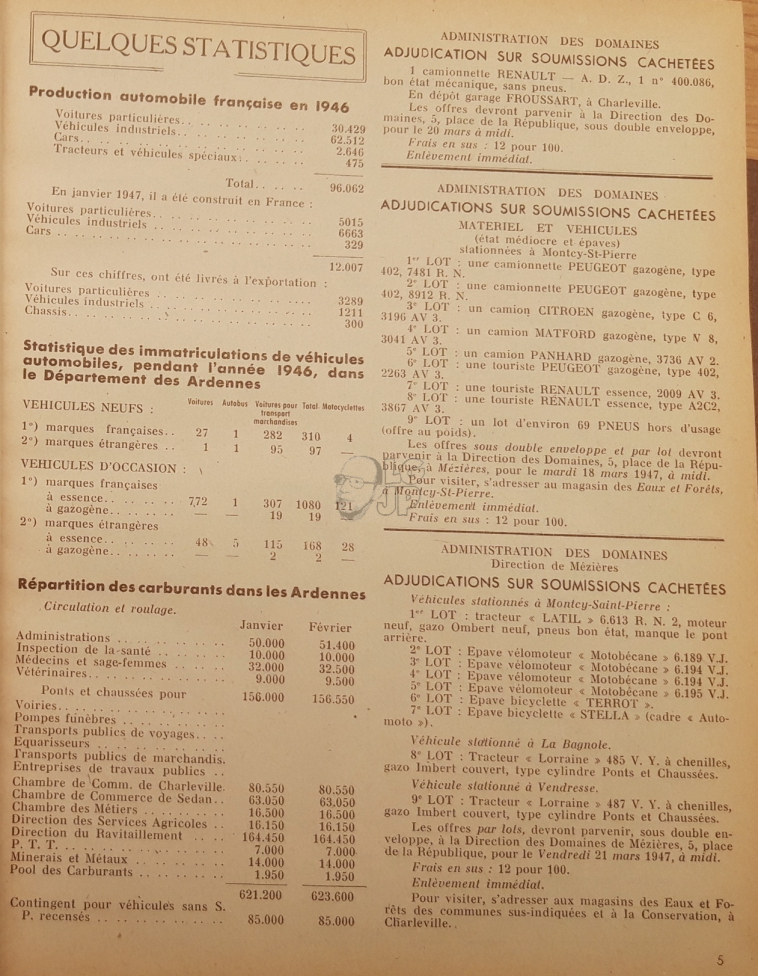 QUELQUES STATISTIQUES
Production automobile française en 1946
Voitures particulières. . . . . . . . . . . . . 30.429
Véhicules industriels. . . . . . . . . . . . . 62.512
Cars. . . . . . . . . . . . . 2.646
Tracteurs et véhicules spéciaux: . . . . . 475
Total. . . . . 96.062
En janvier 1947, il a été construit en France :
Voitures particulières. . . . . . . . . . . . . 5015
Véhicules industriels . . . . . . . . . . . . . 6663
Cars . . . . . . . . . . . . . 329
12.007
Sur ces chiffres, ont été livrés à l'exportation :
Voitures particulières . . . . . . . . . . . . . 3289
Véhicules industriels . . . . . . . . . . . . . 1211
Chassis. . . . . . . . . . . . . 300
Statistique des immatriculations de véhicules
automobiles, pendant l'année 1946, dans
le Département des Ardennes
VEHICULES NEUFS : Voitures Autobus Voitures pour Total Motocyclettes
transport
marchandises
1°) marques françaises. . 27 1 282 310 4
2°) marques étrangères . . 1 1 95 97 —
VEHICULES D'OCCASION :
1°) marques françaises
à essence. . . . . . . . 772 1 307 1080 121
à gazogène. . . . . . . — — 19 19
2°) marques étrangères
à essence. . . . . . . . 48 5 115 168 28
à gazogène. . . . . . . — — 2 2 —
Répartition des carburants dans les Ardennes
Circulation et roulage.
Janvier Février
Administrations . . . . . . . . . . 50.000 51.400
Inspection de la santé . . . . . . 10.000 10.000
Médecins et sage-femmes . . . . . 32.000 32.500
Vétérinaires. . . . . . . . . . . . 9.000 9.500
Ponts et chaussées pour 156.000 156.550
Voiries. . . . . . . . . . . . . .
Pompes funèbres . . . . . . . . .
Transports publics de voyages. . . .
Equarisseurs . . . . . . . . . .
Transports publics de marchandis.
Entreprises de travaux publics . .
Chambre de Comm. de Charleville. 80.550 80.550
Chambre de Commerce de Sedan. . 63.050 63.050
Chambre des Métiers . . . . . . . 16.500 16.500
Direction des Services Agricoles . . 16.150 16.150
Direction du Ravitaillement . . . 164.450 164.450
P. T. T. . . . . . . . . . . . . . 7.000 7.000
Minerais et Métaux . . . . . . . . 14.000 14.000
Pool des Carburants . . . . . . . 1.950 1.950
621.200 623.600
Contingent pour véhicules sans S.
P. recensés . . . . . . . . . . . 85.000 85.000
ADMINISTRATION DES DOMAINES
ADJUDICATION SUR SOUMISSIONS CACHETÉES
1 camionnette RENAULT — A. D. Z., 1 n° 400.086,
bon état mécanique, sans pneus.
En dépôt garage FROUSSART, à Charleville.
Les offres devront parvenir à la Direction des Do-
maines, 5, place de la République, sous double enveloppe,
pour le 20 mars à midi.
Frais en sus : 12 pour 100.
Enlèvement immédiat.
ADMINISTRATION DES DOMAINES
ADJUDICATIONS SUR SOUMISSIONS CACHETÉES
MATERIEL ET VEHICULES
(état médiocre et épaves)
stationnées à Montcy-St-Pierre
1er LOT : une camionnette PEUGEOT gazogène, type
402, 7481 R. N.
2e LOT : une camionnette PEUGEOT gazogène, type
402, 8912 R. N.
3e LOT : un camion CITROEN gazogène, type C 6,
3196 AV 3.
4e LOT : un camion MATFORD gazogène, type V 8,
3041 AV 3.
5e LOT : un camion PANHARD gazogène, 3736 AV 2.
6e LOT : une touriste PEUGEOT gazogène, type 402,
2263 AV 3.
7e LOT : une touriste RENAULT essence, 2009 AV 3.
8e LOT : une touriste RENAULT essence, type A2C2,
3867 AV 3.
9e LOT : un lot d'environ 69 PNEUS hors d'usage
(offre au poids).
Les offres sous double enveloppe et par lot devront
parvenir à la Direction des Domaines, 5, place de la Répu-
blique, à Mézières, pour le mardi 18 mars 1947, à midi.
Pour visiter, s'adresser au magasin des Eaux et Forêts,
à Montcy-St-Pierre.
Enlèvement immédiat.
Frais en sus : 12 pour 100.
ADMINISTRATION DES DOMAINES
Direction de Mézières
ADJUDICATIONS SUR SOUMISSIONS CACHETÉES
Véhicules stationnés à Montcy-Saint-Pierre :
1er LOT : tracteur « LATIL » 6.613 R. N. 2, moteur
neuf, gazo Ombert neuf, pneus bon état, manque le pont
arrière.
2e LOT : Epave vélomoteur « Motobécane » 6.189 V.J.
3e LOT : Epave vélomoteur « Motobécane » 6.194 V.J.
4e LOT : Epave vélomoteur « Motobécane » 6.194 V.J.
5e LOT : Epave vélomoteur « Motobécane » 6.195 V.J.
6e LOT : Epave bicyclette « TERROT ».
7e LOT : Epave bicyclette « STELLA » (cadre « Auto-
moto »).
Véhicule stationné à La Bagnole.
8e LOT : Tracteur « Lorraine » 485 V. Y. à chenilles,
gazo Imbert couvert, type cylindre Ponts et Chaussées.
Véhicule stationné à Vendresse.
9e LOT : Tracteur « Lorraine » 487 V. Y. à chenilles,
gazo Imbert couvert, type cylindre Ponts et Chaussées.
Les offres par lots, devront parvenir, sous double en-
veloppe, à la Direction des Domaines de Mézières, 5, place
de la République, pour le Vendredi 21 mars 1947, à midi.
Frais en sus : 12 pour 100.
Enlèvement immédiat.
Pour visiter, s'adresser aux magasins des Eaux et Fo-
rêts des communes sus-indiquées et à la Conservation, à
Charleville.
5